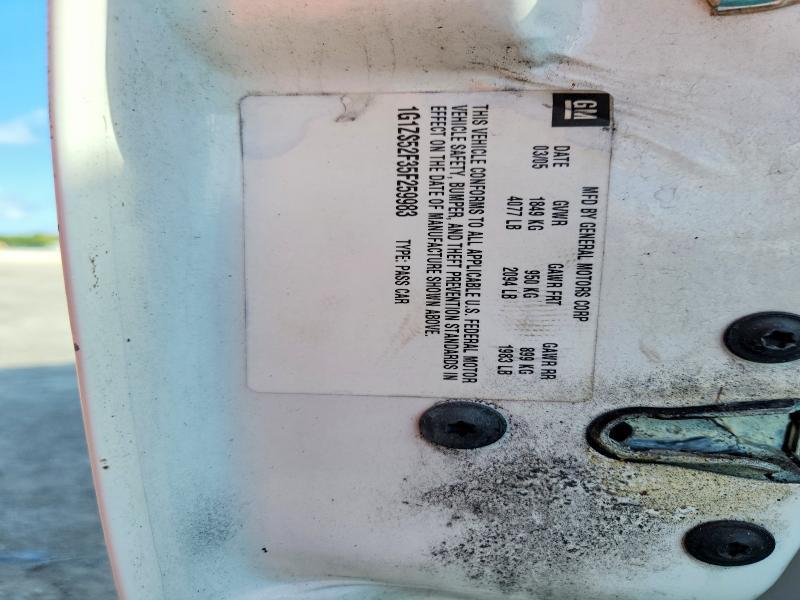 GM
MFD BY GENERAL MOTORS CORP
DATE GVWR GAWR FRT GAWR RR
03/05 1849 KG 950 KG 899 KG
4077 LB 2094 LB 1983 LB
THIS VEHICLE CONFORMS TO ALL APPLICABLE U.S. FEDERAL MOTOR
VEHICLE SAFETY, BUMPER, AND THEFT PREVENTION STANDARDS IN
EFFECT ON THE DATE OF MANUFACTURE SHOWN ABOVE.
1G1ZS52F35F259983 TYPE: PASS CAR